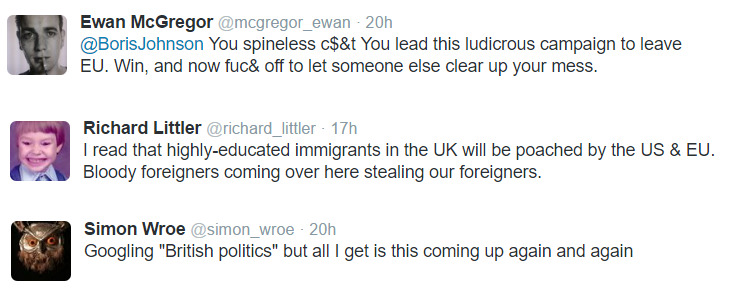 Ewan McGregor @mcgregor_ewan · 20h
@BorisJohnson You spineless c$&t You lead this ludicrous campaign to leave
EU. Win, and now fuc& off to let someone else clear up your mess.
Richard Littler @richard_littler · 17h
I read that highly-educated immigrants in the UK will be poached by the US & EU.
Bloody foreigners coming over here stealing our foreigners.
Simon Wroe @simon_wroe · 20h
Googling "British politics" but all I get is this coming up again and again